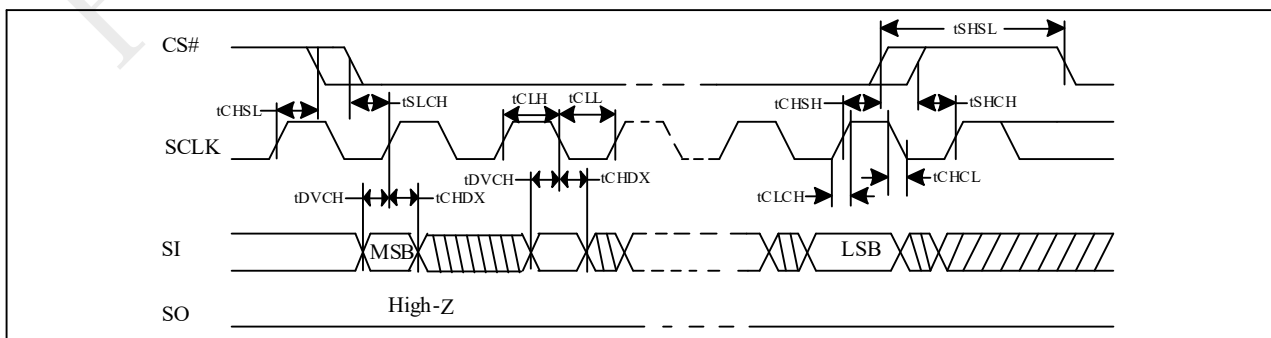 CS#
tSHSL
tCHSL
tSLCH
tCLH
tCLL
tCHSH
tSHCH
SCLK
tDVCH
tCHDX
tDVCH
tCHDX
tCLCH
tCHCL
SI
MSB
LSB
SO
High-Z